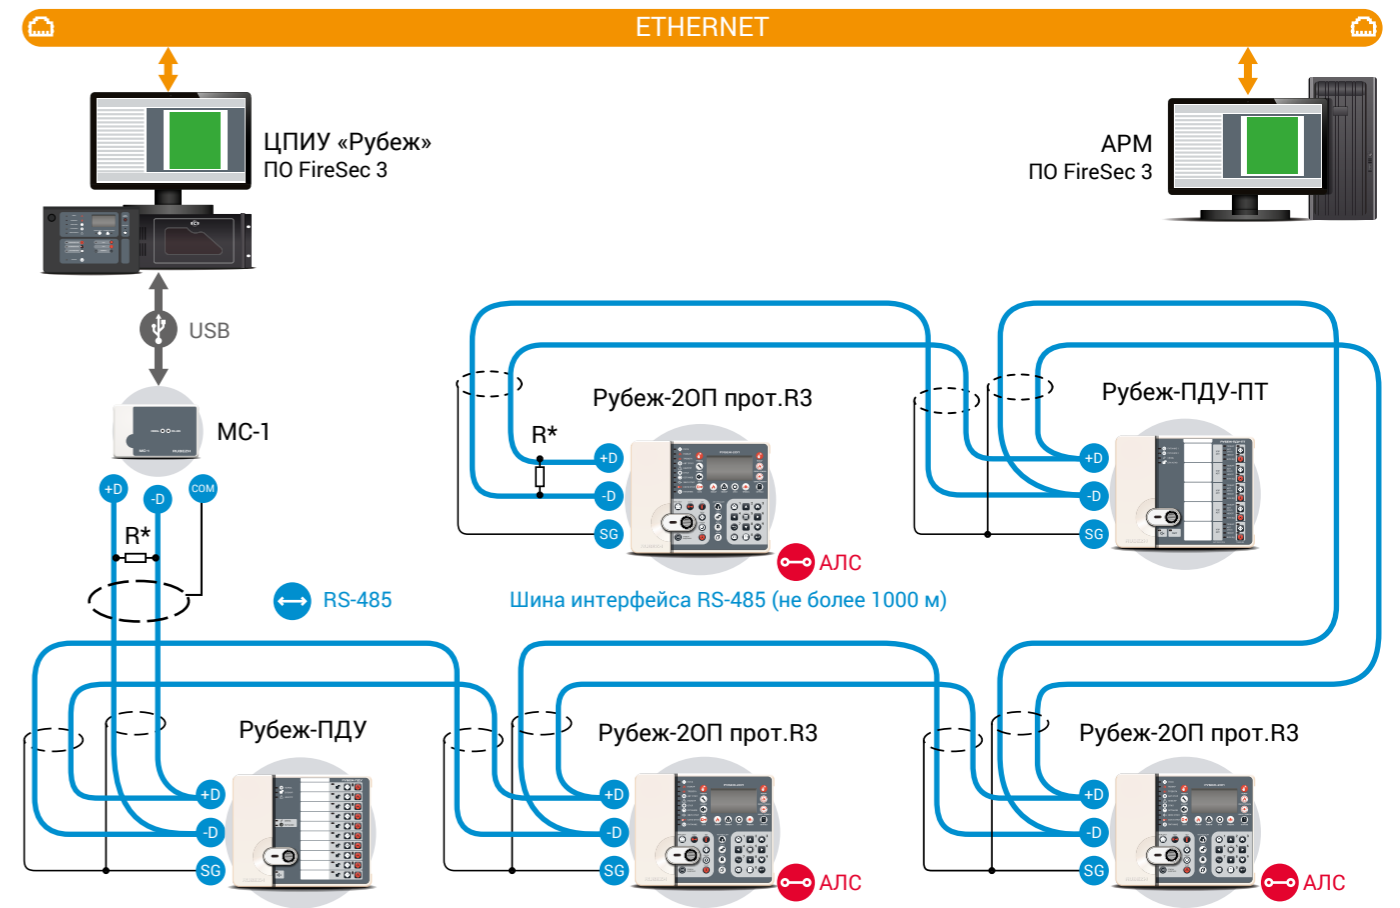 ETHERNET
ЦПИУ «Рубеж»
ПО FireSec 3
АРМ
ПО FireSec 3
USB
МС-1
+D
-D
COM
R*
Рубеж-2ОП прот.R3
R*
+D
-D
SG
АЛС
Рубеж-ПДУ-ПТ
+D
-D
SG
RS-485
Шина интерфейса RS-485 (не более 1000 м)
Рубеж-ПДУ
+D
-D
SG
Рубеж-2ОП прот.R3
+D
-D
SG
АЛС
Рубеж-2ОП прот.R3
+D
-D
SG
АЛС